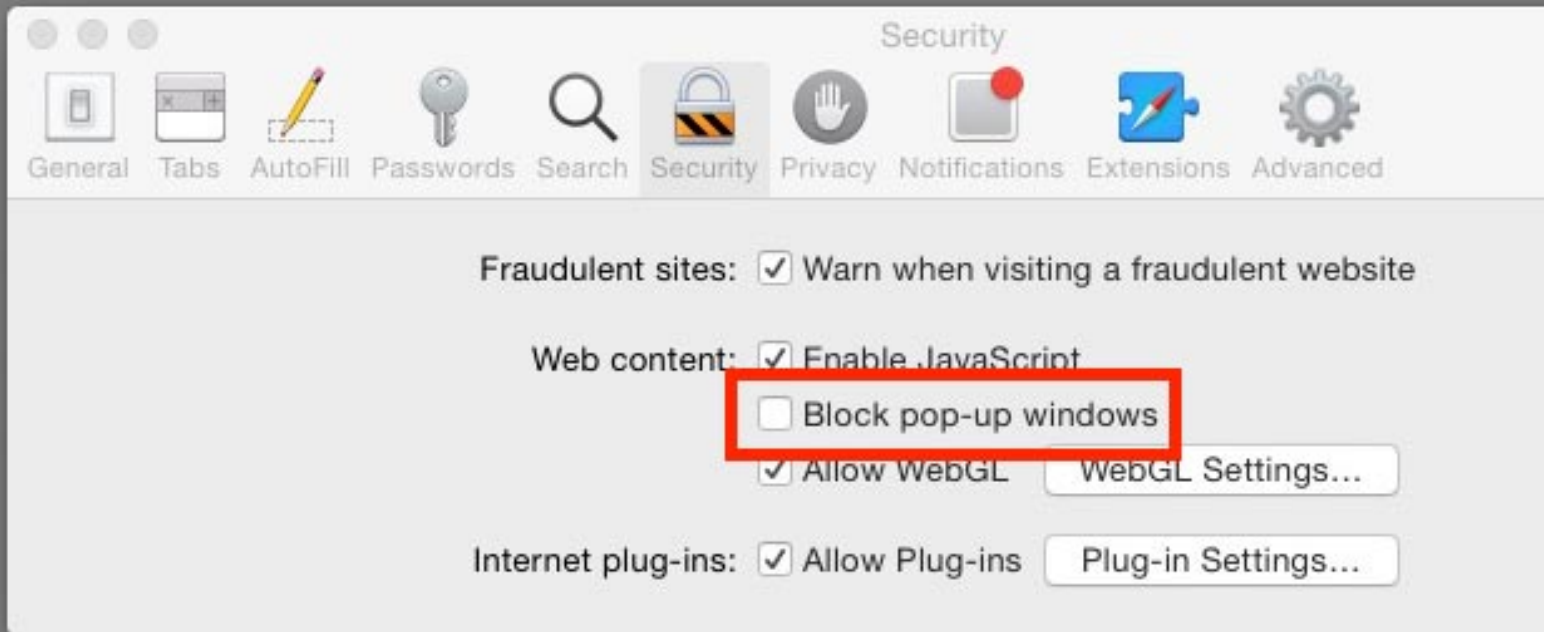 Security
General Tabs AutoFill Passwords Search Security Privacy Notifications Extensions Advanced
Fraudulent sites: Warn when visiting a fraudulent website
Web content: Enable JavaScript
Block pop-up windows
Allow WebGL WebGL Settings...
Internet plug-ins: Allow Plug-ins Plug-in Settings...